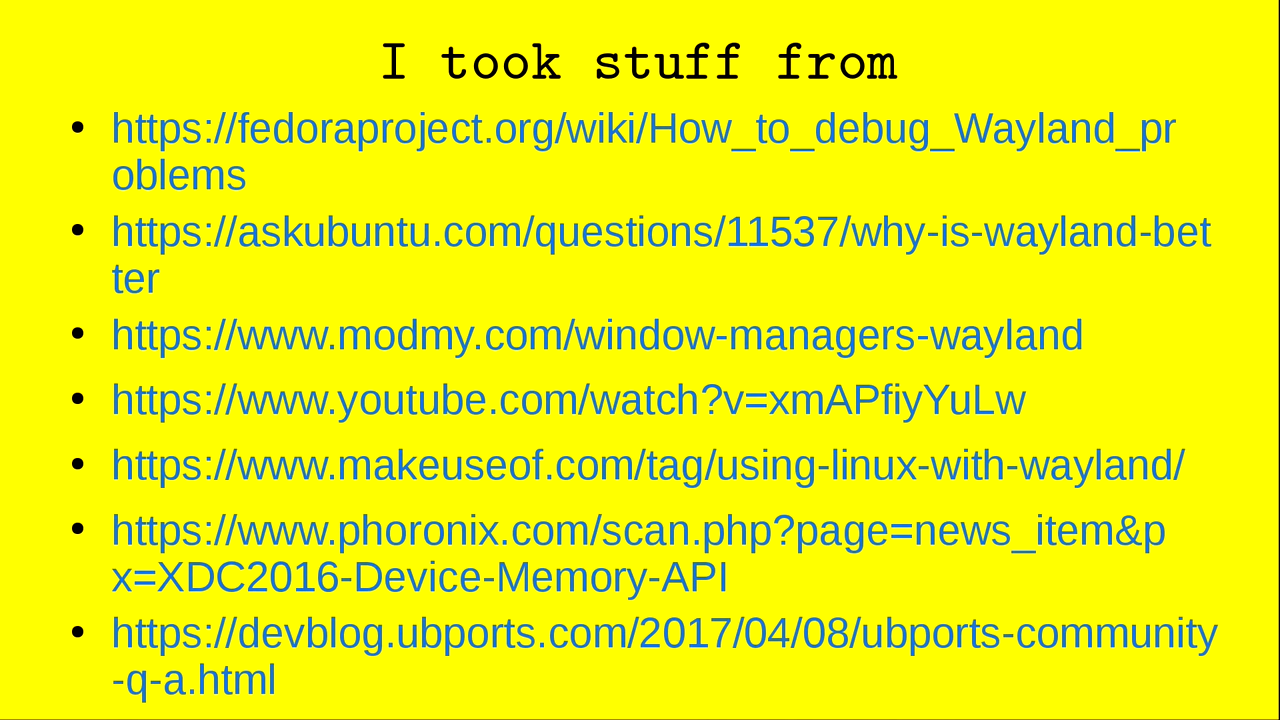 I took stuff from
https://fedoraproject.org/wiki/How_to_debug_Wayland_pr
oblems
https://askubuntu.com/questions/11537/why-is-wayland-bet
ter
https://www.modmy.com/window-managers-wayland
https://www.youtube.com/watch?v=xmAPfiyYuLw
https://www.makeuseof.com/tag/using-linux-with-wayland/
https://www.phoronix.com/scan.php?page=news_item&p
x=XDC2016-Device-Memory-API
https://devblog.ubports.com/2017/04/08/ubports-community
-q-a.html